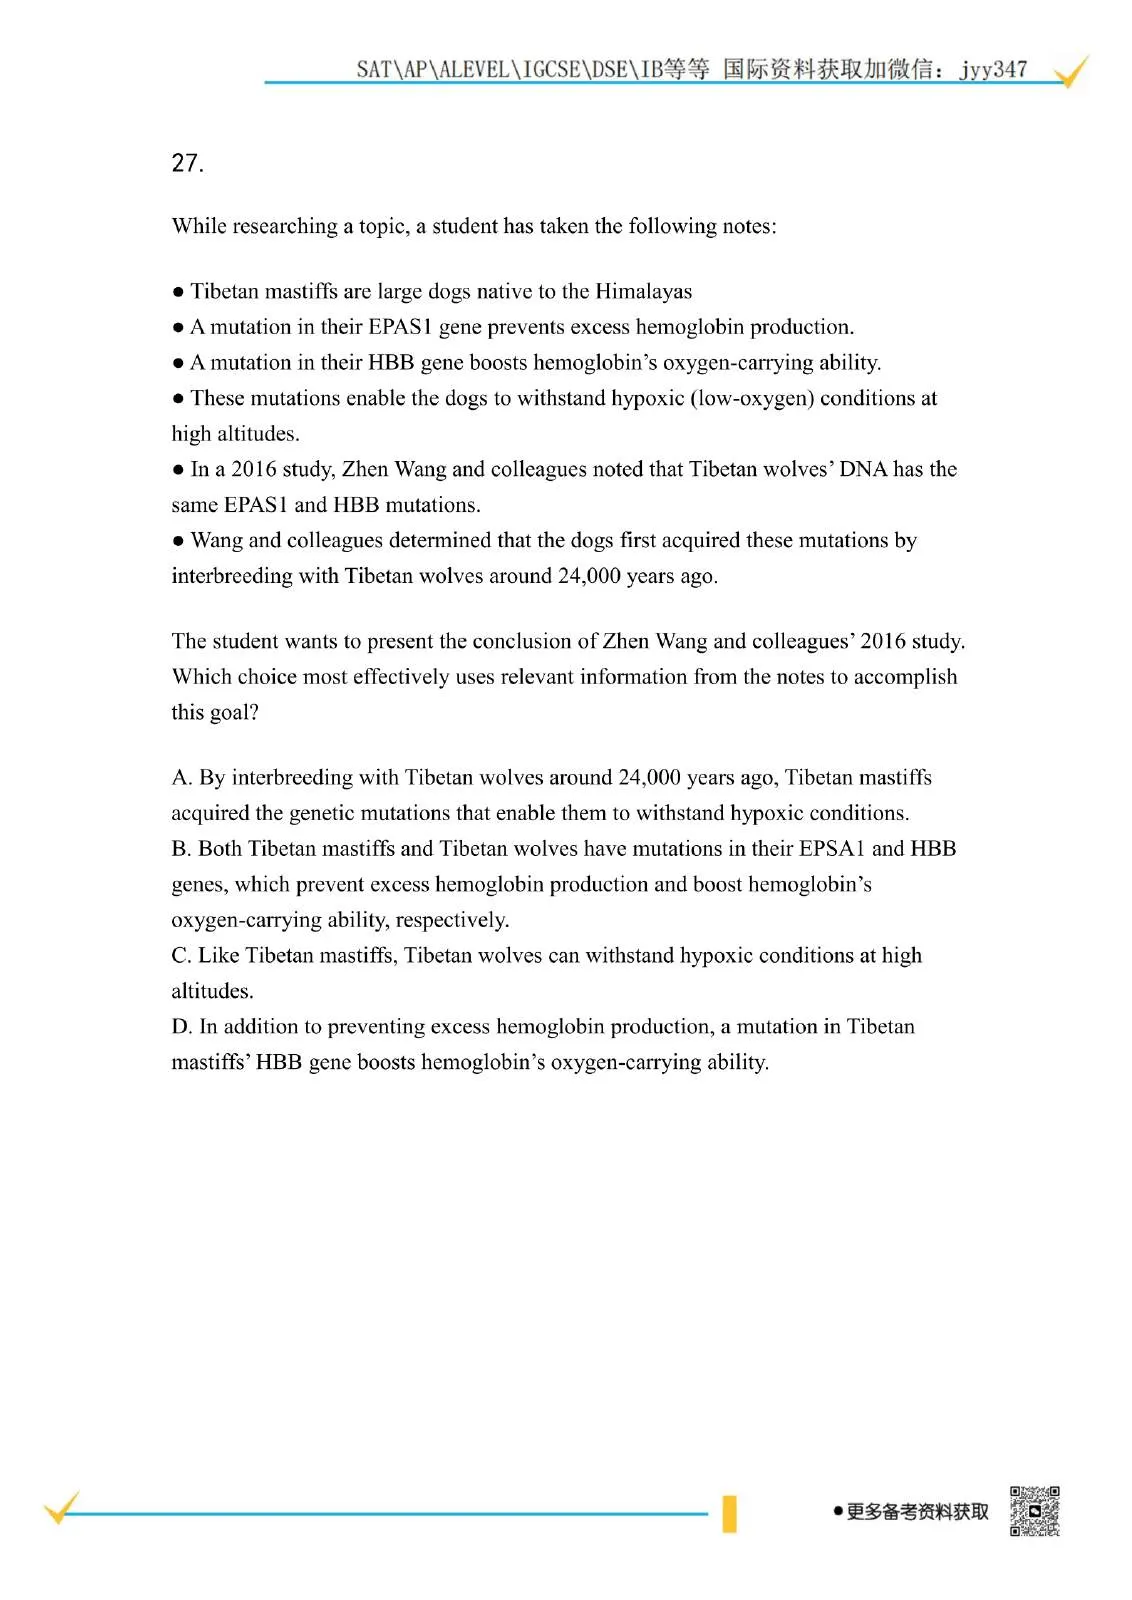 SAT\AP\ALEVEL\IGCSE\DSE\IB等等 国际资料获取加微信：jyy347
27.
While researching a topic, a student has taken the following notes:
● Tibetan mastiffs are large dogs native to the Himalayas
● A mutation in their EPAS1 gene prevents excess hemoglobin production.
● A mutation in their HBB gene boosts hemoglobin’s oxygen-carrying ability.
● These mutations enable the dogs to withstand hypoxic (low-oxygen) conditions at
high altitudes.
● In a 2016 study, Zhen Wang and colleagues noted that Tibetan wolves’ DNA has the
same EPAS1 and HBB mutations.
● Wang and colleagues determined that the dogs first acquired these mutations by
interbreeding with Tibetan wolves around 24,000 years ago.
The student wants to present the conclusion of Zhen Wang and colleagues’ 2016 study.
Which choice most effectively uses relevant information from the notes to accomplish
this goal?
A. By interbreeding with Tibetan wolves around 24,000 years ago, Tibetan mastiffs
acquired the genetic mutations that enable them to withstand hypoxic conditions.
B. Both Tibetan mastiffs and Tibetan wolves have mutations in their EPSA1 and HBB
genes, which prevent excess hemoglobin production and boost hemoglobin’s
oxygen-carrying ability, respectively.
C. Like Tibetan mastiffs, Tibetan wolves can withstand hypoxic conditions at high
altitudes.
D. In addition to preventing excess hemoglobin production, a mutation in Tibetan
mastiffs’ HBB gene boosts hemoglobin’s oxygen-carrying ability.
●更多备考资料获取